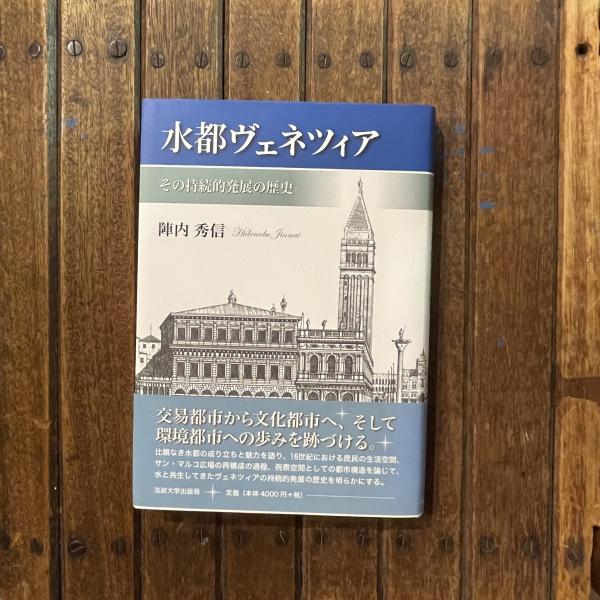 水都ヴェネツィア
その持続的発展の歴史
陣内 秀信 Hidenobu Jinnai
交易都市から文化都市へ、そして
環境都市への歩みを跡づける。
比類なき水都の成り立ちと魅力を語り、16世紀における庶民の生活空間、
サン・マルコ広場の再構成の過程、祝祭空間としての都市構造を論じて、
水と共生してきたヴェネツィアの持続的発展の歴史を明らかにする。
法政大学出版局 定価（本体 4000円+税）